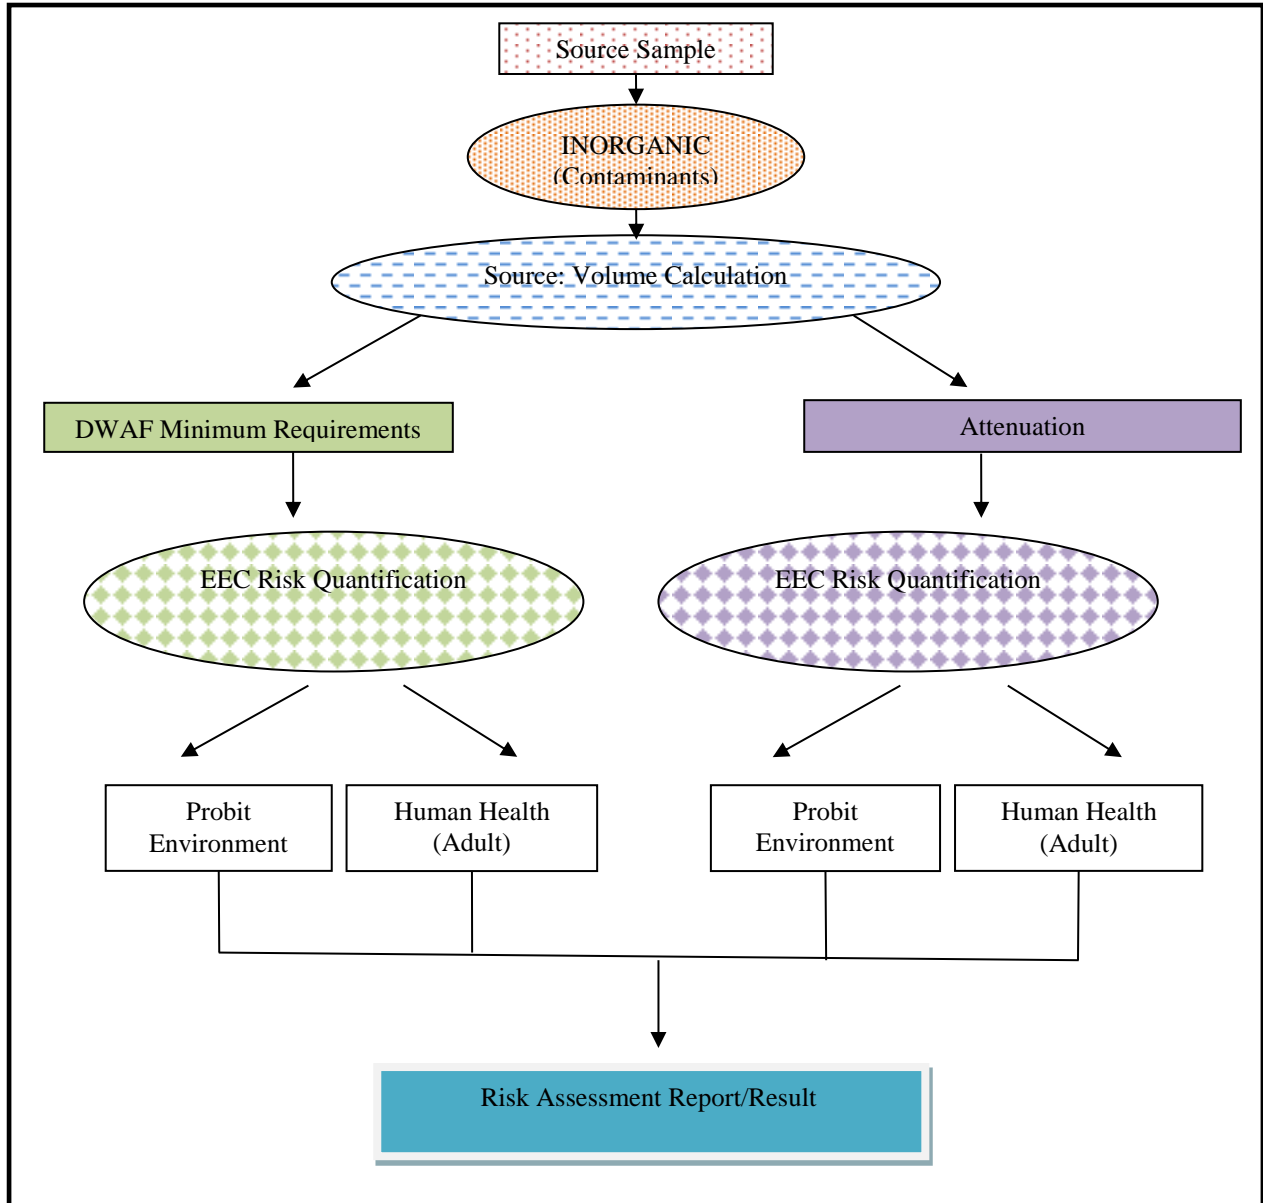 Source Sample
INORGANIC
(Contaminants)
Source: Volume Calculation
DWAF Minimum Requirements
Attenuation
EEC Risk Quantification
EEC Risk Quantification
Probit
Environment
Human Health
(Adult)
Probit
Environment
Human Health
(Adult)
Risk Assessment Report/Result